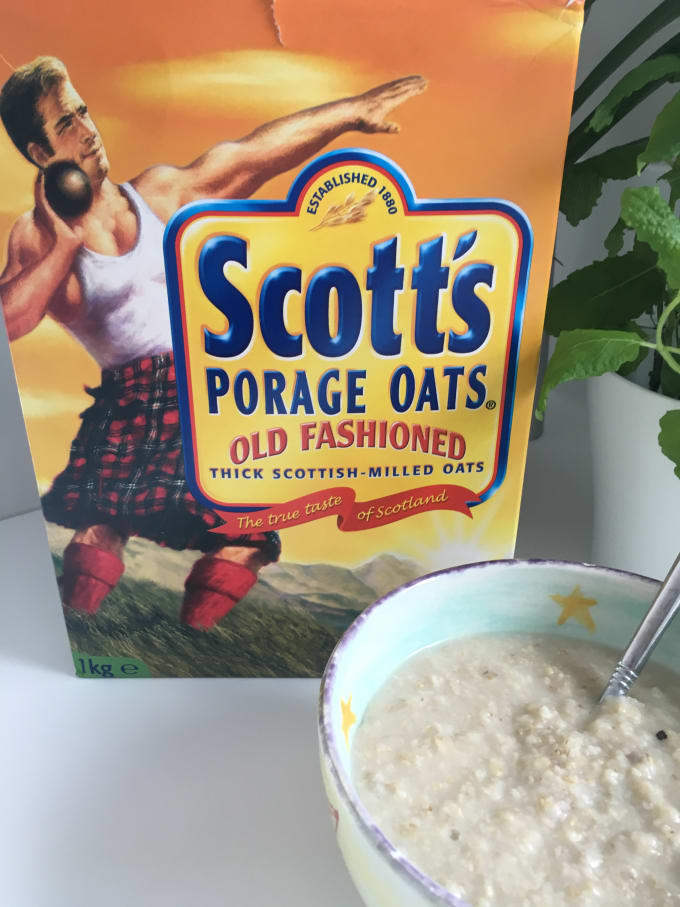 ESTABLISHED 1880
Scott's
PORAGE OATS®
OLD FASHIONED
THICK SCOTTISH-MILLED OATS
The true taste of Scotland
1kg e